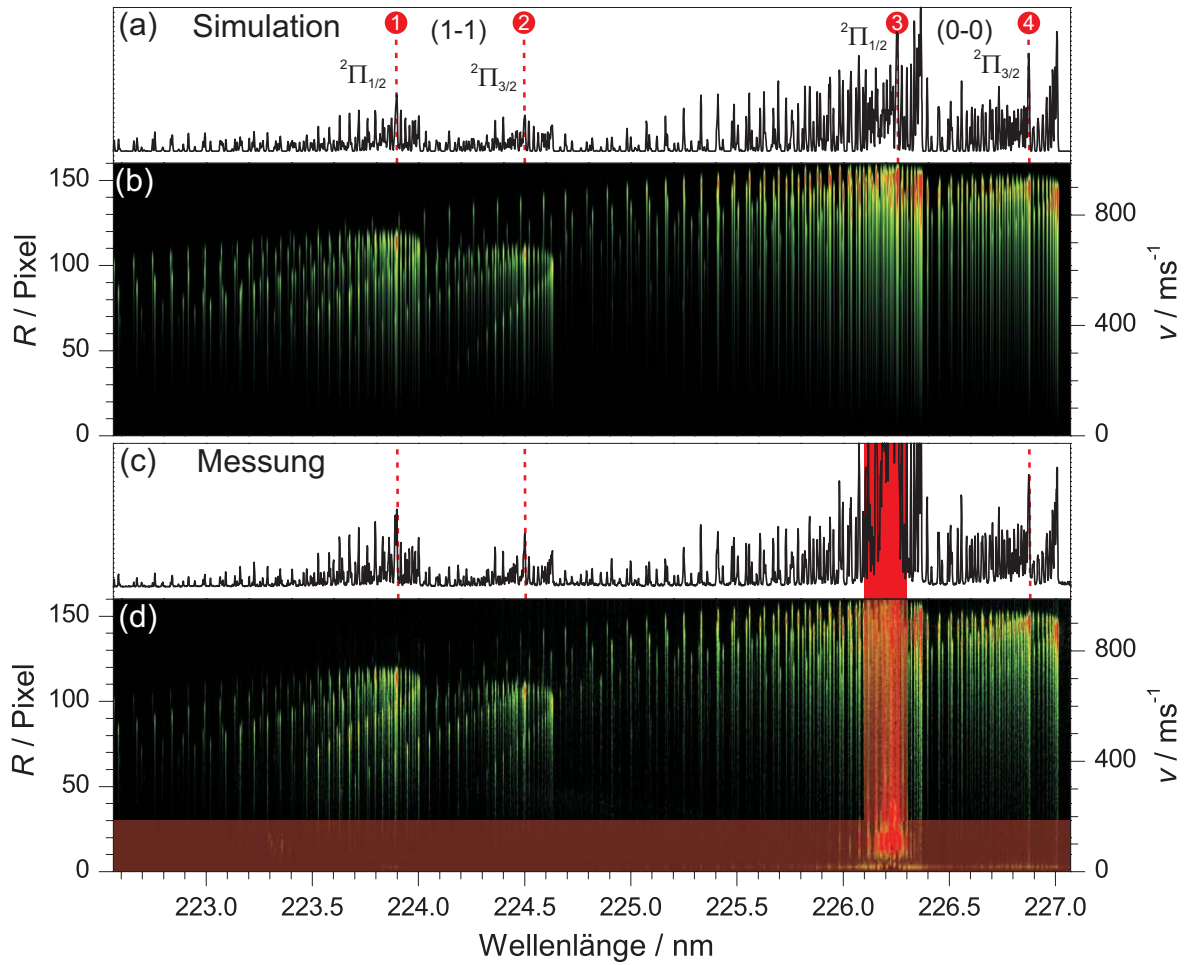 (a) Simulation 1 (1-1) 2 3 (0-0) 4
²Π1/2 ²Π3/2 ²Π1/2 ²Π3/2
(b)
150
100
50
0
R / Pixel
800
400
0
v / ms⁻¹
(c) Messung
(d)
150
100
50
0
R / Pixel
800
400
0
v / ms⁻¹
223.0 223.5 224.0 224.5 225.0 225.5 226.0 226.5 227.0
Wellenlänge / nm